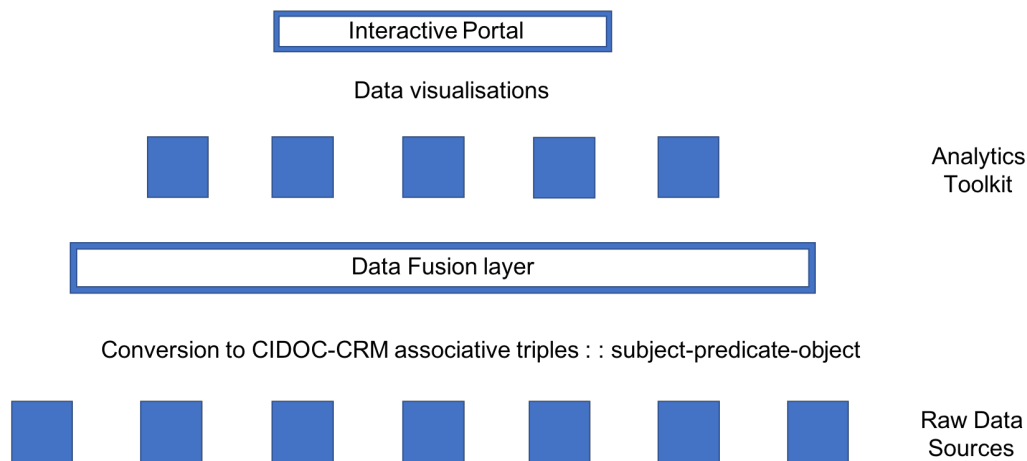 Interactive Portal
Data visualisations
Analytics
Toolkit
Data Fusion layer
Conversion to CIDOC-CRM associative triples : : subject-predicate-object
Raw Data
Sources